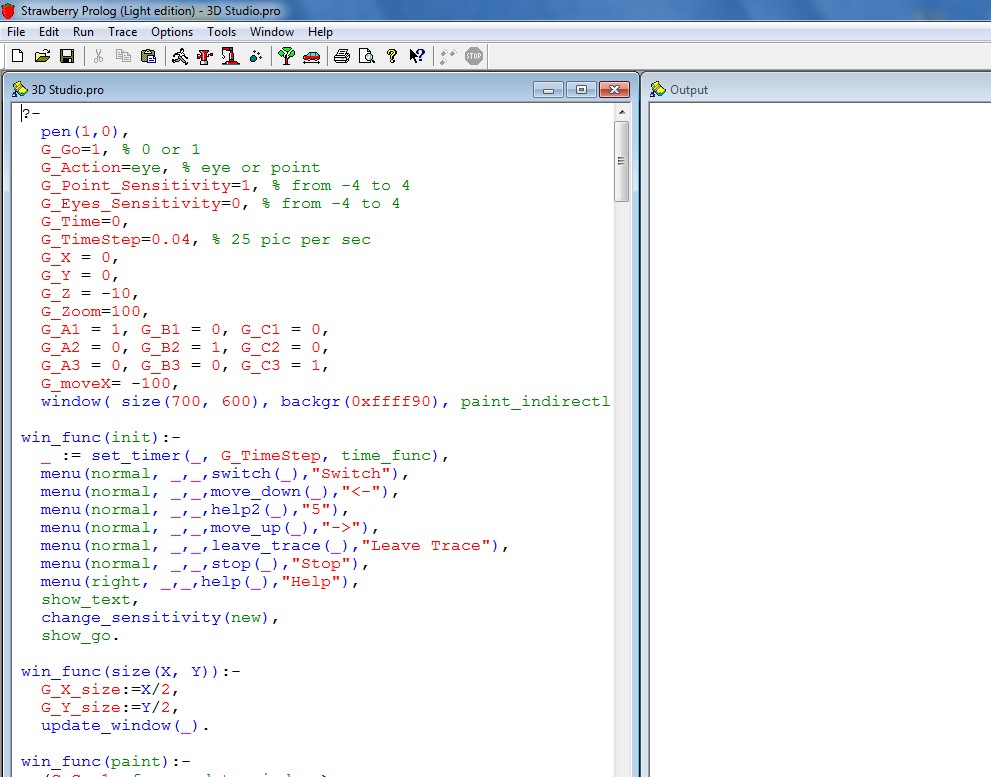 Strawberry Prolog (Light edition) - 3D Studio.pro
File Edit Run Trace Options Tools Window Help
STOP
3D Studio.pro
?-
pen(1,0),
G_Go=1, % 0 or 1
G_Action=eye, % eye or point
G_Point_Sensitivity=1, % from -4 to 4
G_Eyes_Sensitivity=0, % from -4 to 4
G_Time=0,
G_TimeStep=0.04, % 25 pic per sec
G_X = 0,
G_Y = 0,
G_Z = -10,
G_Zoom=100,
G_A1 = 1, G_B1 = 0, G_C1 = 0,
G_A2 = 0, G_B2 = 1, G_C2 = 0,
G_A3 = 0, G_B3 = 0, G_C3 = 1,
G_moveX= -100,
window( size(700, 600), backgr(0xffff90), paint_indirectl
win_func(init):-
_ := set_timer(_, G_TimeStep, time_func),
menu(normal, _,_,switch(_),"Switch"),
menu(normal, _,_,move_down(_),"<-"),
menu(normal, _,_,help2(_),"5"),
menu(normal, _,_,move_up(_),"->"),
menu(normal, _,_,leave_trace(_),"Leave Trace"),
menu(normal, _,_,stop(_),"Stop"),
menu(right, _,_,help(_),"Help"),
show_text,
change_sensitivity(new),
show_go.
win_func(size(X, Y)):-
G_X_size:=X/2,
G_Y_size:=Y/2,
update_window(_).
win_func(paint):-
Output